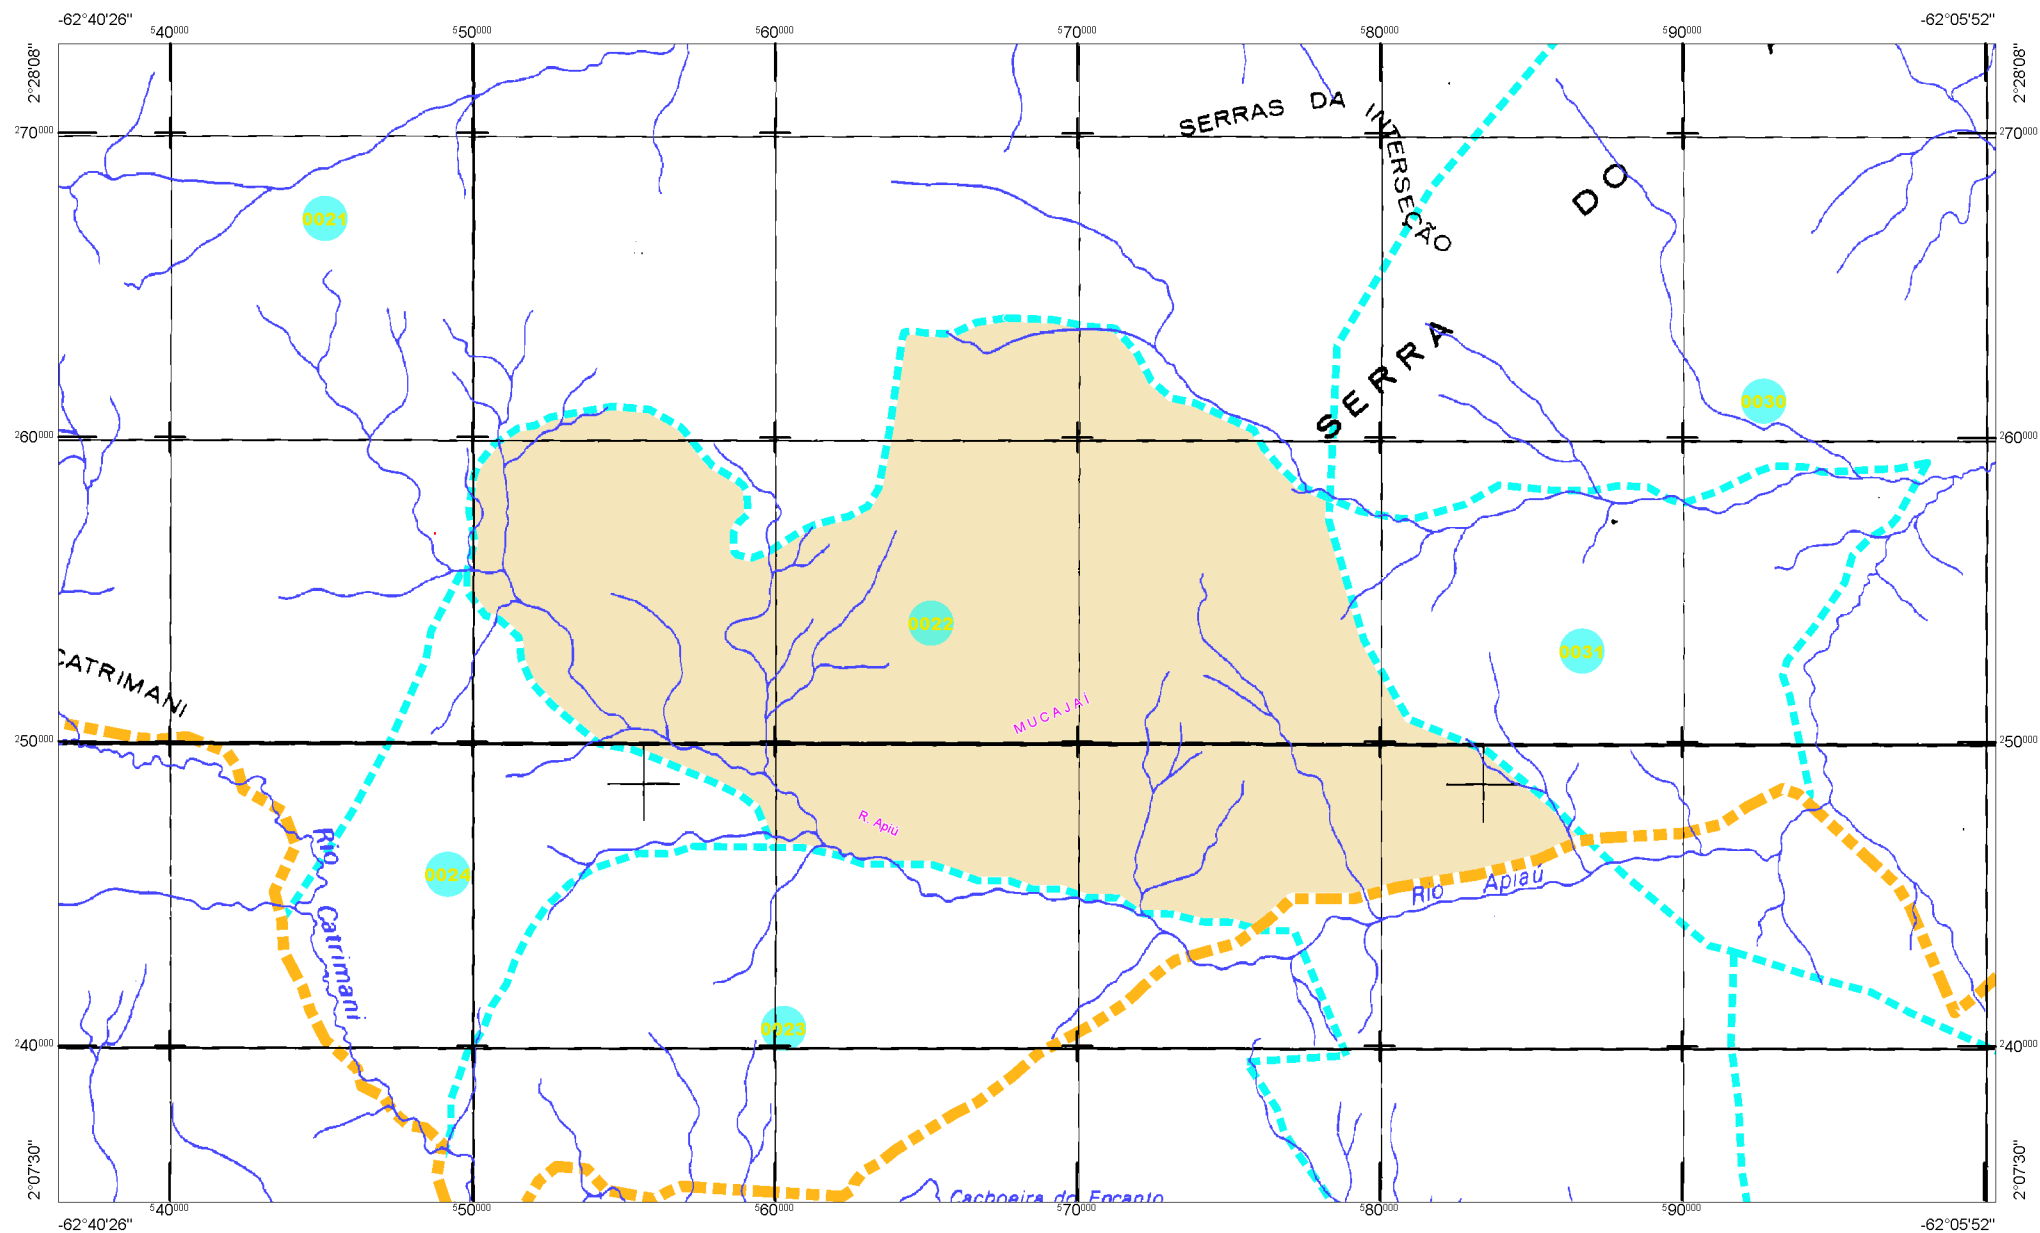 -62°40'26" -62°05'52"
540000 550000 560000 570000 580000 590000
2°28'08" 2°28'08"
270000 270000
SERRAS DA INTERSEÇÃO
DO
0021
SERRA
0030
260000 260000
0022
0031
CATRIMANI
MUCAJAÍ
250000 250000
R. Apiú
Rio Catrimani
0024
RIO Apiaú
0023
240000 240000
2°07'30" 2°07'30"
Cachoeira do Encanto
540000 550000 560000 570000 580000 590000
-62°40'26" -62°05'52"